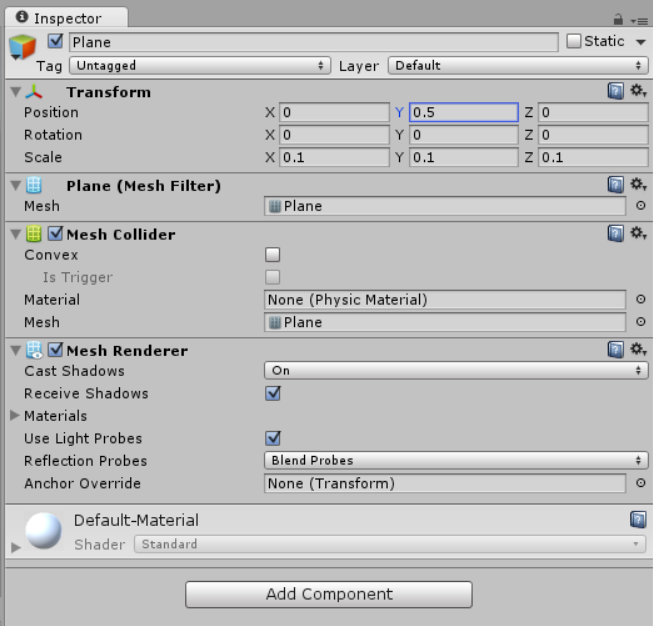 Inspector
Plane Static
Tag Untagged Layer Default
Transform
Position X 0 Y 0.5 Z 0
Rotation X 0 Y 0 Z 0
Scale X 0.1 Y 0.1 Z 0.1
Plane (Mesh Filter)
Mesh Plane
Mesh Collider
Convex
Is Trigger
Material None (Physic Material)
Mesh Plane
Mesh Renderer
Cast Shadows On
Receive Shadows
Materials
Use Light Probes
Reflection Probes Blend Probes
Anchor Override None (Transform)
Default-Material
Shader Standard
Add Component